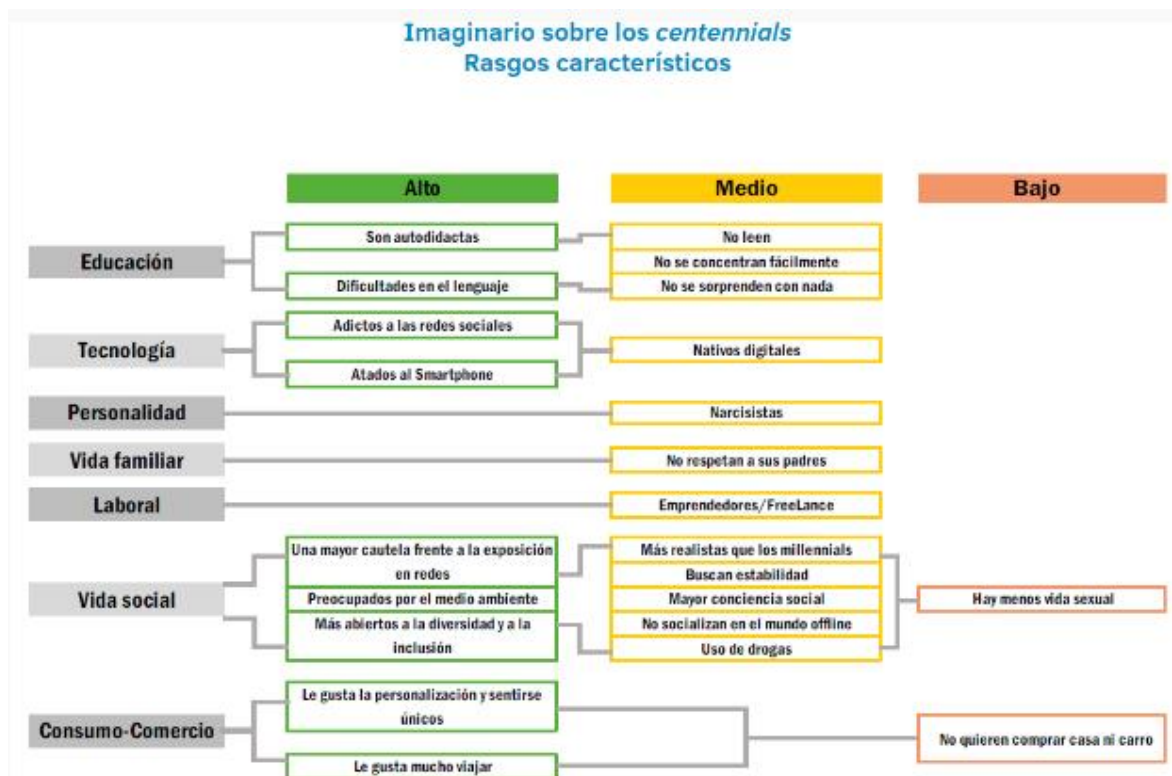 Imaginario sobre los centennials
Rasgos característicos
Alto
Medio
Bajo
Educación
Son autodidactas
Dificultades en el lenguaje
No leen
No se concentran fácilmente
No se sorprenden con nada
Tecnología
Adictos a las redes sociales
Atados al Smartphone
Nativos digitales
Personalidad
Narcisistas
Vida familiar
No respetan a sus padres
Laboral
Emprendedores/FreeLance
Vida social
Una mayor cautela frente a la exposición
en redes
Preocupados por el medio ambiente
Más abiertos a la diversidad y a la
inclusión
Más realistas que los millennials
Buscan estabilidad
Mayor conciencia social
No socializan en el mundo offline
Uso de drogas
Hay menos vida sexual
Consumo-Comercio
Le gusta la personalización y sentirse
únicos
Le gusta mucho viajar
No quieren comprar casa ni carro